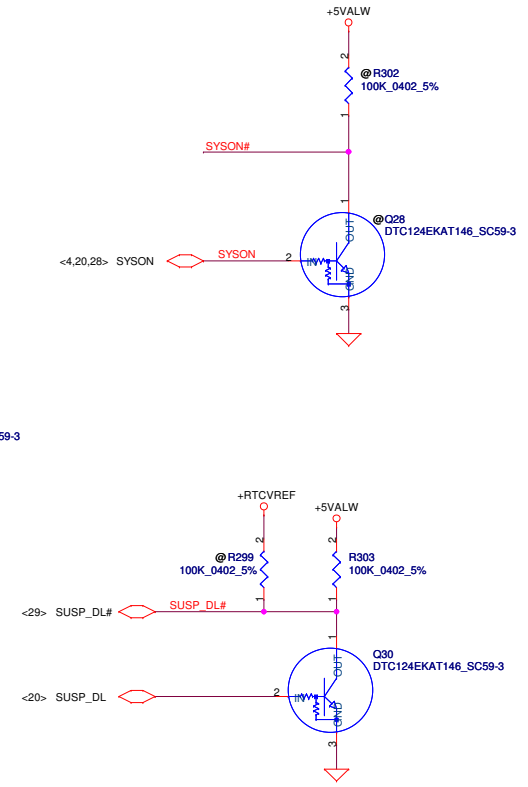 +5VALW
2
@R302
100K_0402_5%
1
SYSON#
1
@Q28
DTC124EKAT146_SC59-3
OUT
<4,20,28> SYSON
SYSON
2
IN
GND
3
59-3
+RTCVREF
+5VALW
2
2
@R299
R303
100K_0402_5%
100K_0402_5%
1
1
<29> SUSP_DL#
SUSP_DL#
1
Q30
DTC124EKAT146_SC59-3
OUT
<20> SUSP_DL
2
IN
GND
3